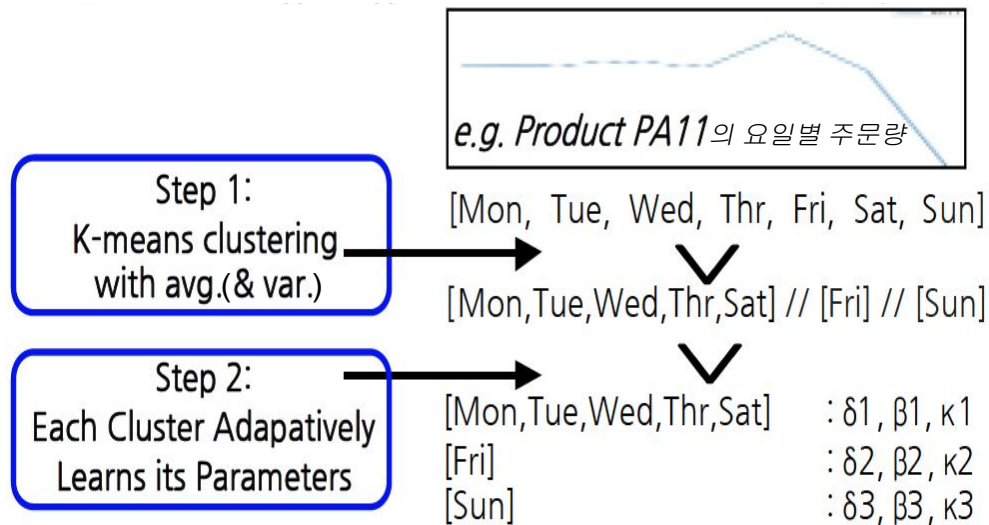 e.g. Product PA11의 요일별 주문량
Step 1:
K-means clustering
with avg.(& var.)
[Mon, Tue, Wed, Thr, Fri, Sat, Sun]
[Mon,Tue,Wed,Thr,Sat] // [Fri] // [Sun]
Step 2:
Each Cluster Adapatively
Learns its Parameters
[Mon,Tue,Wed,Thr,Sat] : δ1, β1, κ1
[Fri] : δ2, β2, κ2
[Sun] : δ3, β3, κ3